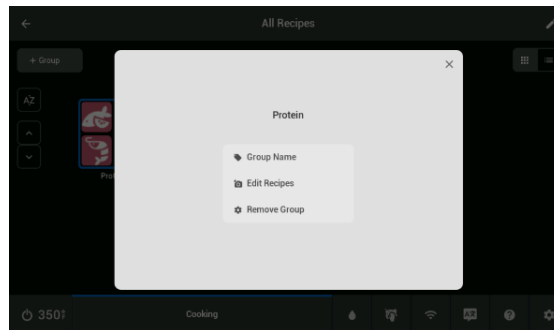 All Recipes
+ Group
AZ
Protein
Group Name
Edit Recipes
Remove Group
Prot
350°F
Cooking